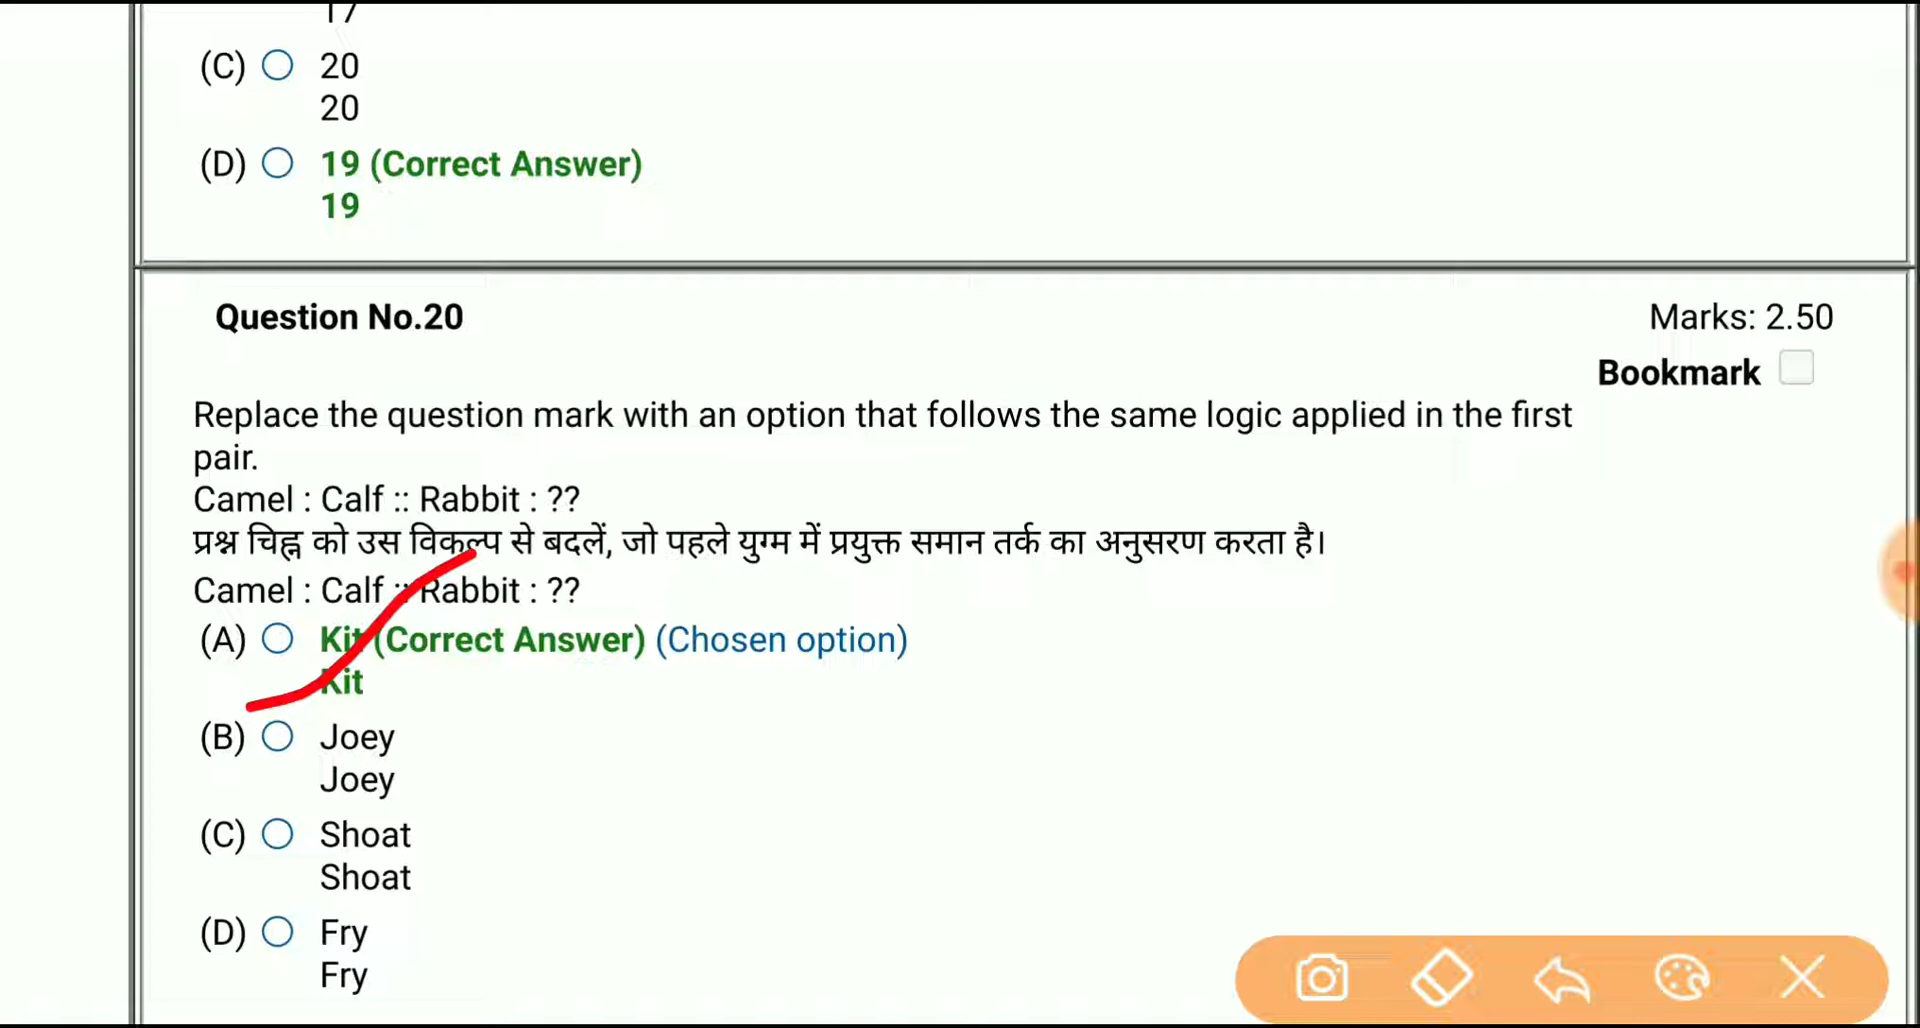 17
(C) 20
20
(D) 19 (Correct Answer)
19
Question No.20
Marks: 2.50
Bookmark
Replace the question mark with an option that follows the same logic applied in the first
pair.
Camel : Calf :: Rabbit : ??
प्रश्न चिह्न को उस विकल्प से बदलें, जो पहले युग्म में प्रयुक्त समान तर्क का अनुसरण करता है।
Camel : Calf :: Rabbit : ??
(A) Kit (Correct Answer) (Chosen option)
Kit
(B) Joey
Joey
(C) Shoat
Shoat
(D) Fry
Fry